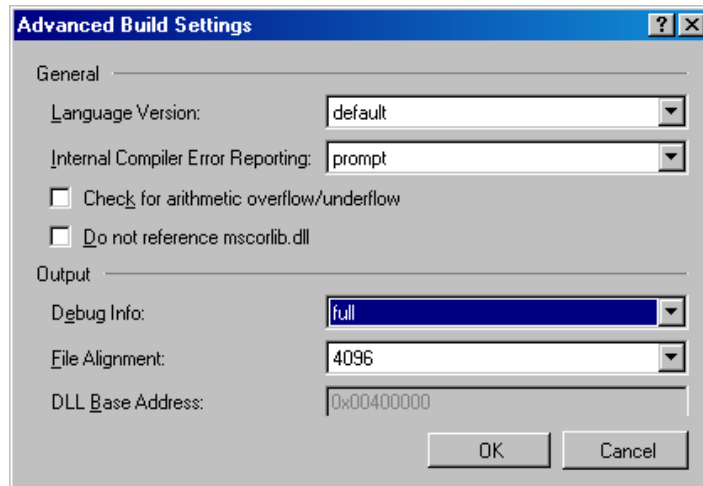 Advanced Build Settings
General
Language Version: default
Internal Compiler Error Reporting: prompt
Check for arithmetic overflow/underflow
Do not reference mscorlib.dll
Output
Debug Info: full
File Alignment: 4096
DLL Base Address: 0x00400000
OK Cancel